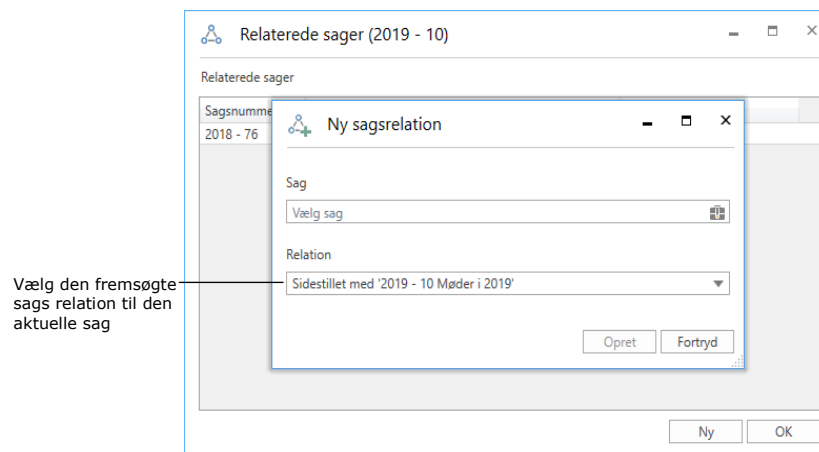 Relaterede sager (2019 - 10)
Relaterede sager
Sagsnumme
2018 - 76
Ny sagsrelation
Sag
Vælg sag
Relation
Sidestillet med '2019 - 10 Møder i 2019'
Vælg den fremsøgte
sags relation til den
aktuelle sag
Opret Fortryd
Ny OK